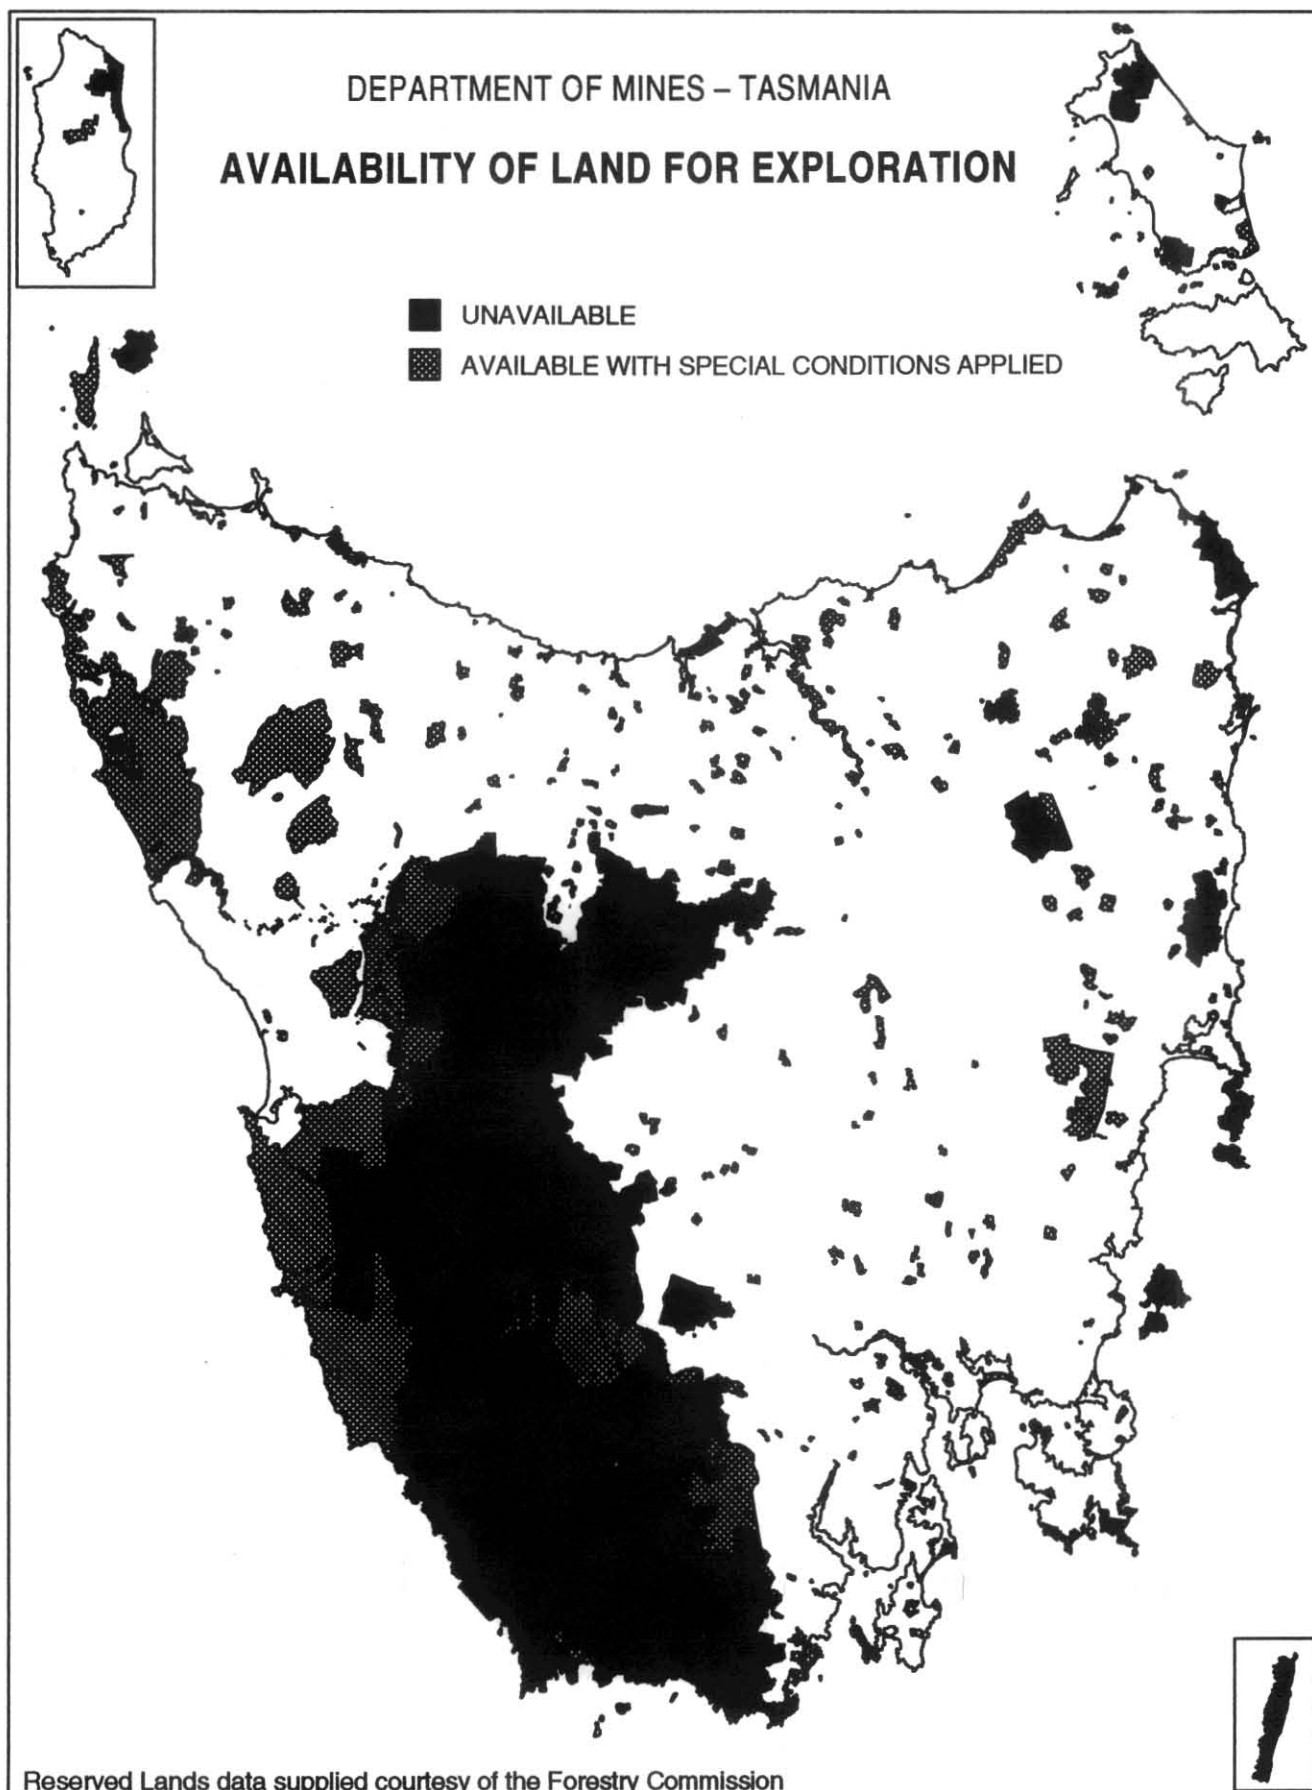 DEPARTMENT OF MINES – TASMANIA
AVAILABILITY OF LAND FOR EXPLORATION
UNAVAILABLE
AVAILABLE WITH SPECIAL CONDITIONS APPLIED
Reserved Lands data supplied courtesy of the Forestry Commission